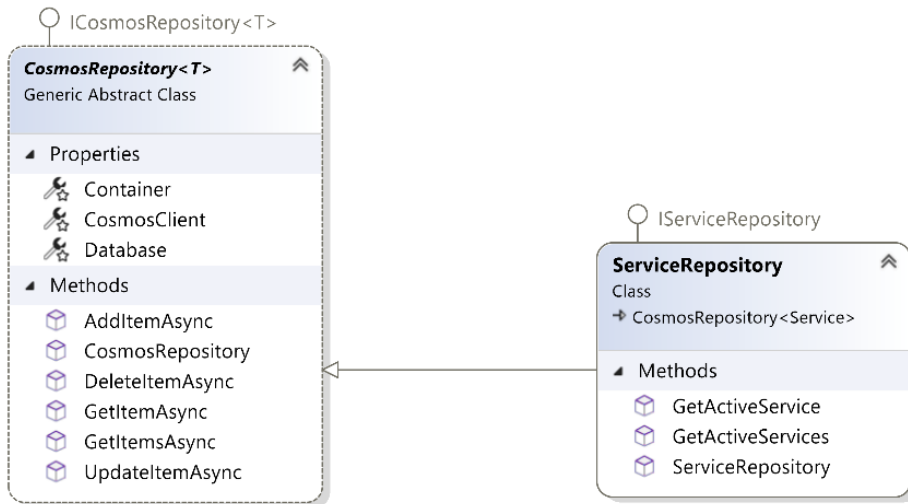 ICosmosRepository<T>
CosmosRepository<T>
Generic Abstract Class
Properties
Container
CosmosClient
Database
Methods
AddItemAsync
CosmosRepository
DeleteItemAsync
GetItemAsync
GetItemsAsync
UpdateItemAsync
IServiceRepository
ServiceRepository
Class
CosmosRepository<Service>
Methods
GetActiveService
GetActiveServices
ServiceRepository